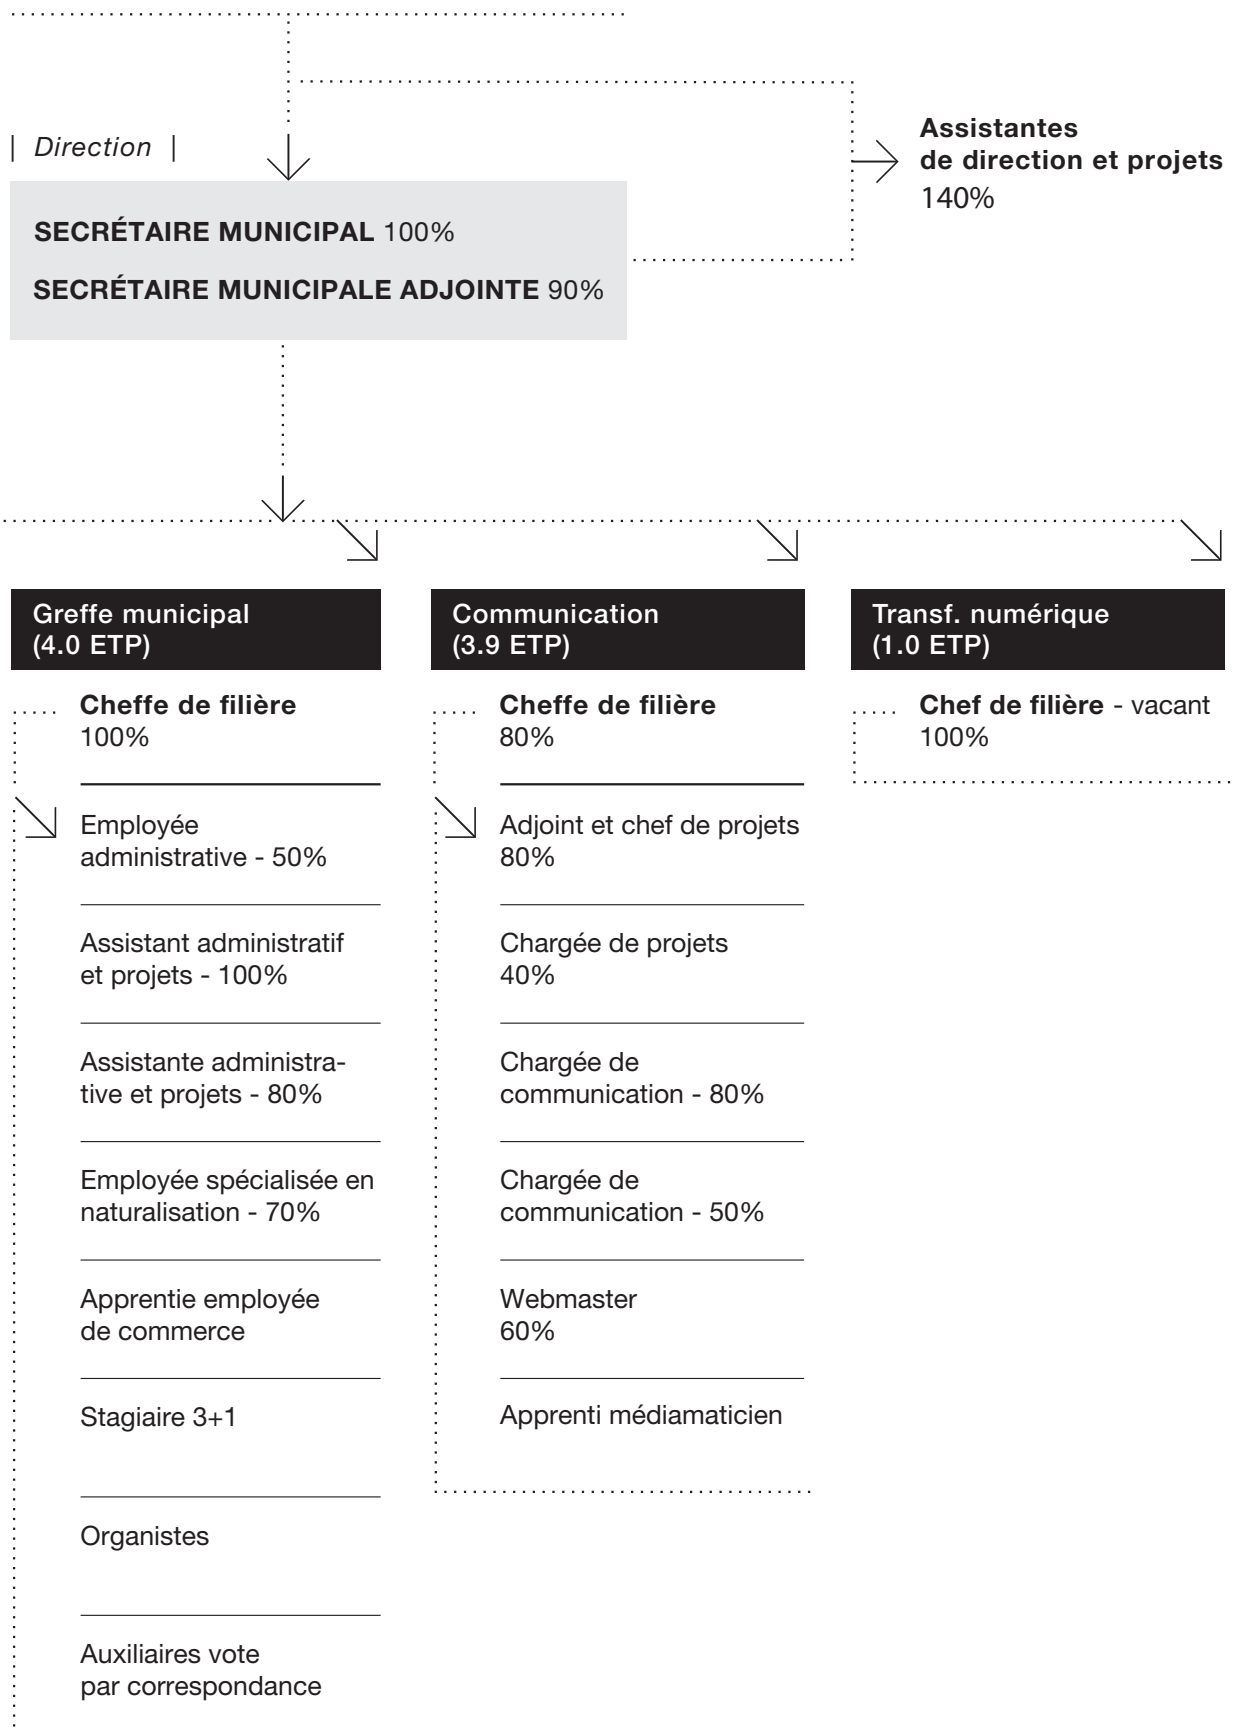 | Direction |
Assistantes
de direction et projets
140%
SECRÉTAIRE MUNICIPAL 100%
SECRÉTAIRE MUNICIPALE ADJOINTE 90%
Greffe municipal
(4.0 ETP)
Cheffe de filière
100%
Employée
administrative - 50%
Assistant administratif
et projets - 100%
Assistante administra-
tive et projets - 80%
Employée spécialisée en
naturalisation - 70%
Apprentie employée
de commerce
Stagiaire 3+1
Organistes
Auxiliaires vote
par correspondance
Communication
(3.9 ETP)
Cheffe de filière
80%
Adjoint et chef de projets
80%
Chargée de projets
40%
Chargée de
communication - 80%
Chargée de
communication - 50%
Webmaster
60%
Apprenti médiamaticien
Transf. numérique
(1.0 ETP)
Chef de filière - vacant
100%